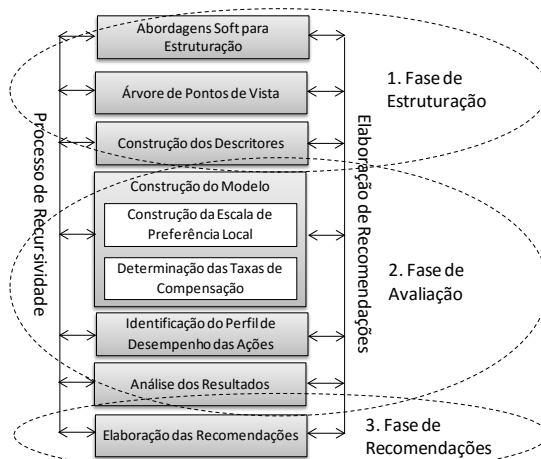 Abordagens Soft para
Estruturação
Árvore de Pontos de Vista
Construção dos Descritores
Construção do Modelo
Construção da Escala de
Preferência Local
Determinação das Taxas de
Compensação
Identificação do Perfil de
Desempenho das Ações
Análise dos Resultados
Elaboração das Recomendações
Processo de Recursividade
Elaboração de Recomendações
1. Fase de
Estruturação
2. Fase de
Avaliação
3. Fase de
Recomendações